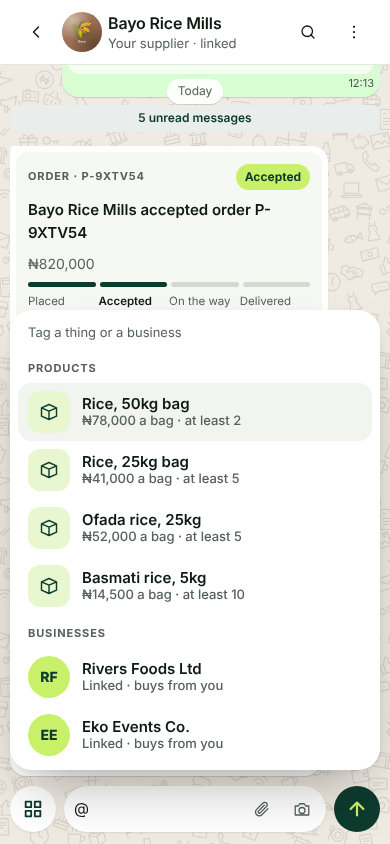 Bayo Rice Mills
Your supplier · linked
12:13
Today
5 unread messages
ORDER · P-9XTV54
Accepted
Bayo Rice Mills accepted order P-
9XTV54
₦820,000
Placed
Accepted
On the way
Delivered
Tag a thing or a business
PRODUCTS
Rice, 50kg bag
₦78,000 a bag · at least 2
Rice, 25kg bag
₦41,000 a bag · at least 5
Ofada rice, 25kg
₦52,000 a bag · at least 5
Basmati rice, 5kg
₦14,500 a bag · at least 10
BUSINESSES
RF
Rivers Foods Ltd
Linked · buys from you
EE
Eko Events Co.
Linked · buys from you
@